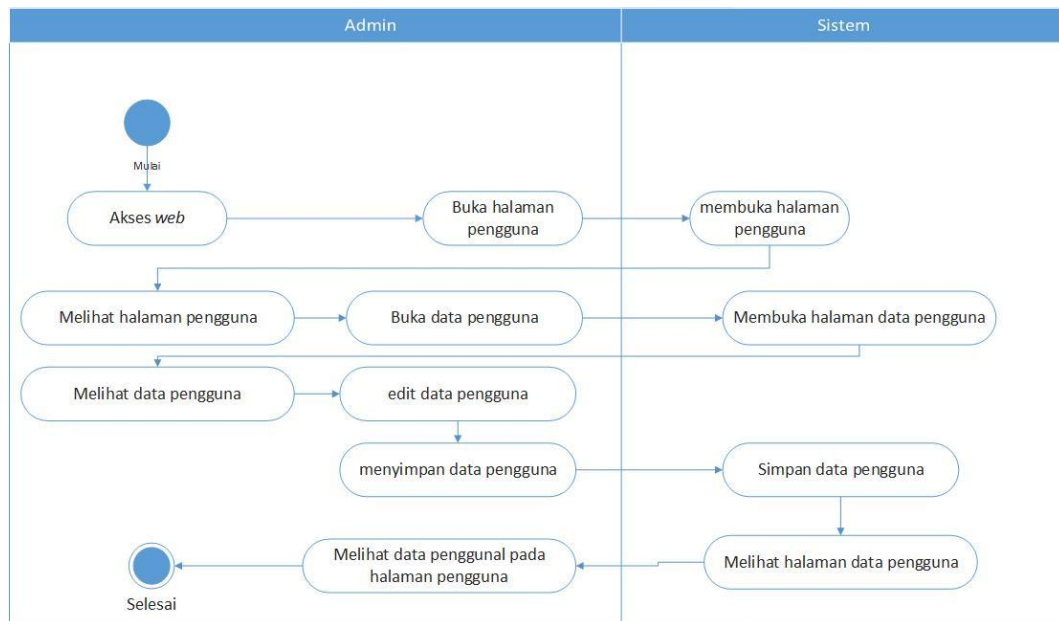 Admin
Sistem
Mulai
Akses web
Buka halaman
pengguna
membuka halaman
pengguna
Melihat halaman pengguna
Buka data pengguna
Membuka halaman data pengguna
Melihat data pengguna
edit data pengguna
menyimpan data pengguna
Simpan data pengguna
Melihat data penggunal pada
halaman pengguna
Melihat halaman data pengguna
Selesai